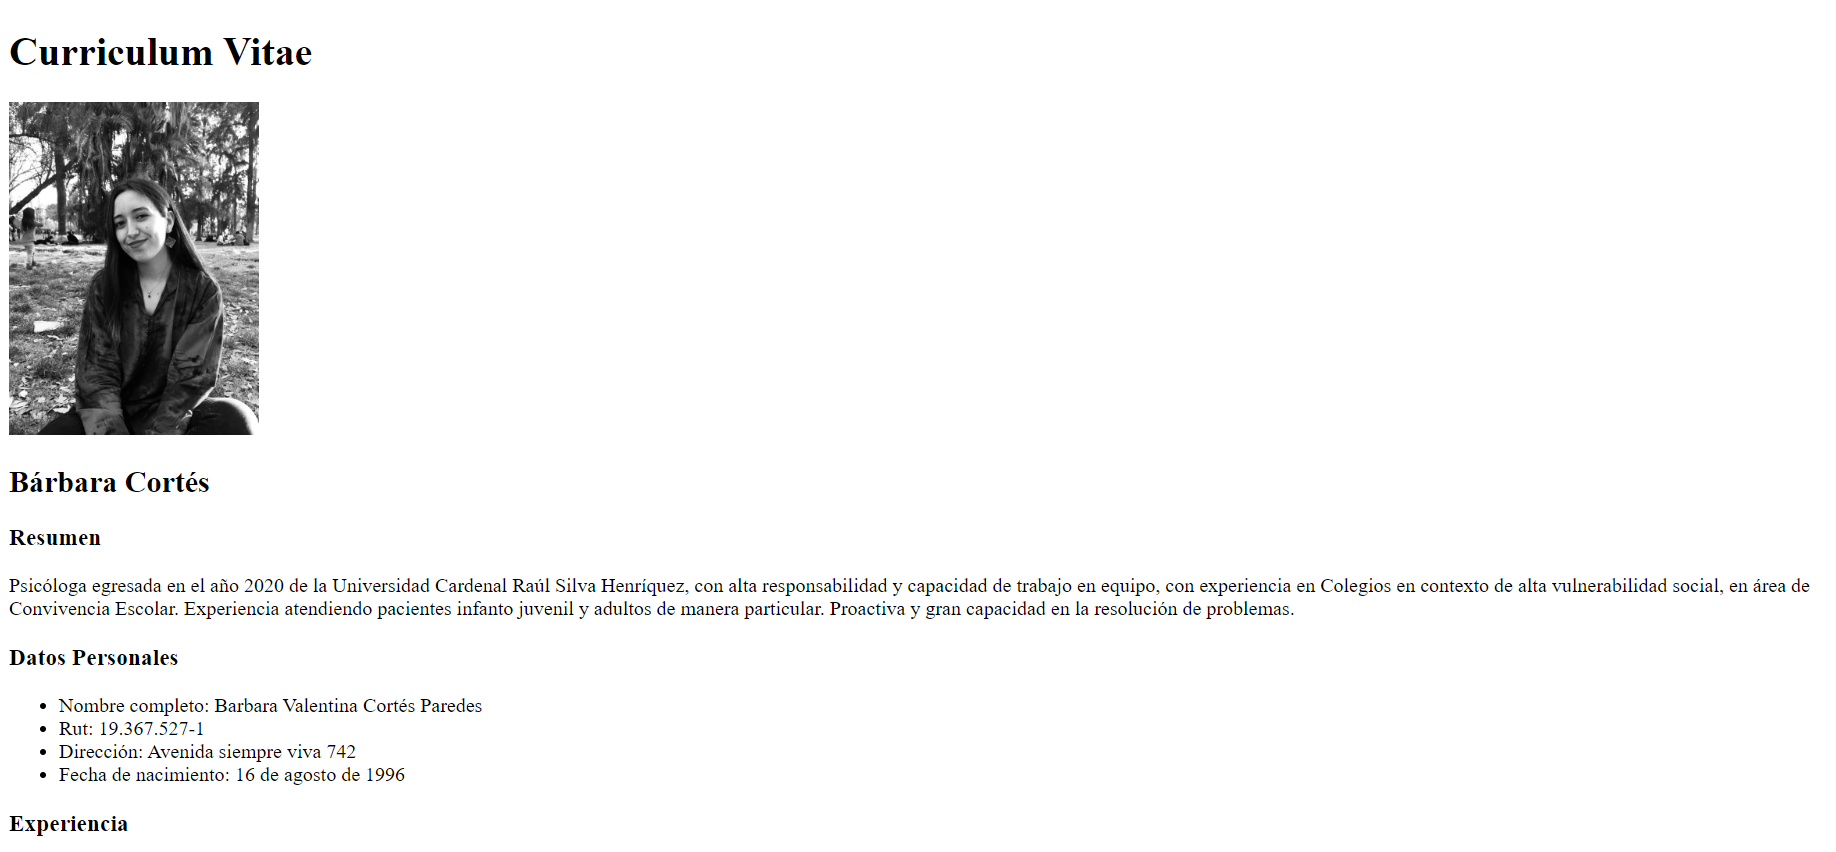 Curriculum Vitae
Bárbara Cortés
Resumen
Psicóloga egresada en el año 2020 de la Universidad Cardenal Raúl Silva Henríquez, con alta responsabilidad y capacidad de trabajo en equipo, con experiencia en Colegios en contexto de alta vulnerabilidad social, en área de
Convivencia Escolar. Experiencia atendiendo pacientes infanto juvenil y adultos de manera particular. Proactiva y gran capacidad en la resolución de problemas.
Datos Personales
• Nombre completo: Barbara Valentina Cortés Paredes
• Rut: 19.367.527-1
• Dirección: Avenida siempre viva 742
• Fecha de nacimiento: 16 de agosto de 1996
Experiencia